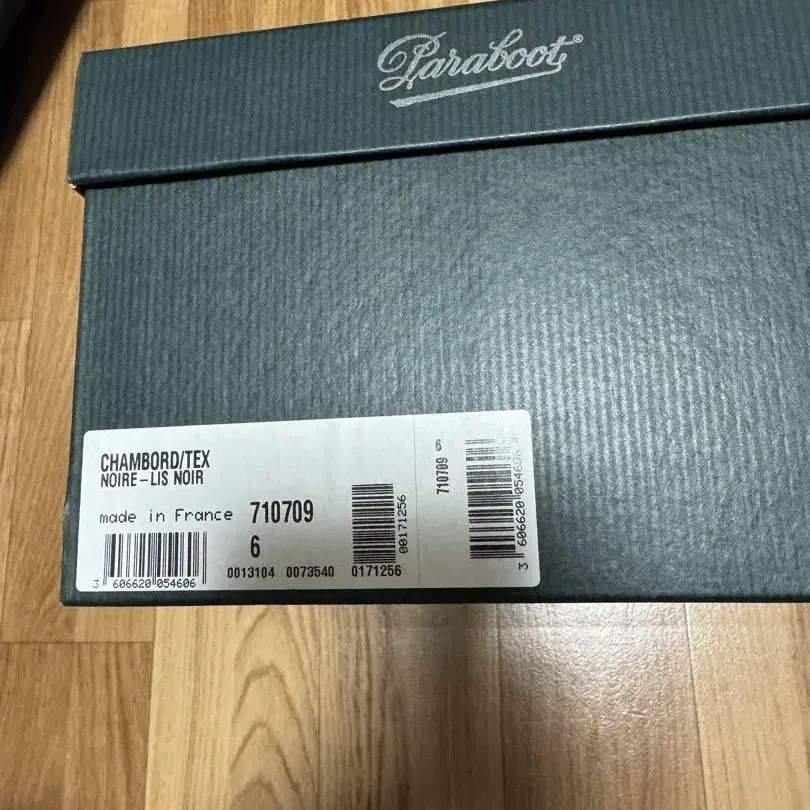 Paraboot®
CHAMBORD/TEX
NOIRE-LIS NOIR
made in France 710709
6
3 606620 054606
0013104 0073540 0171256
00171256
710709 6
3 606620 054606